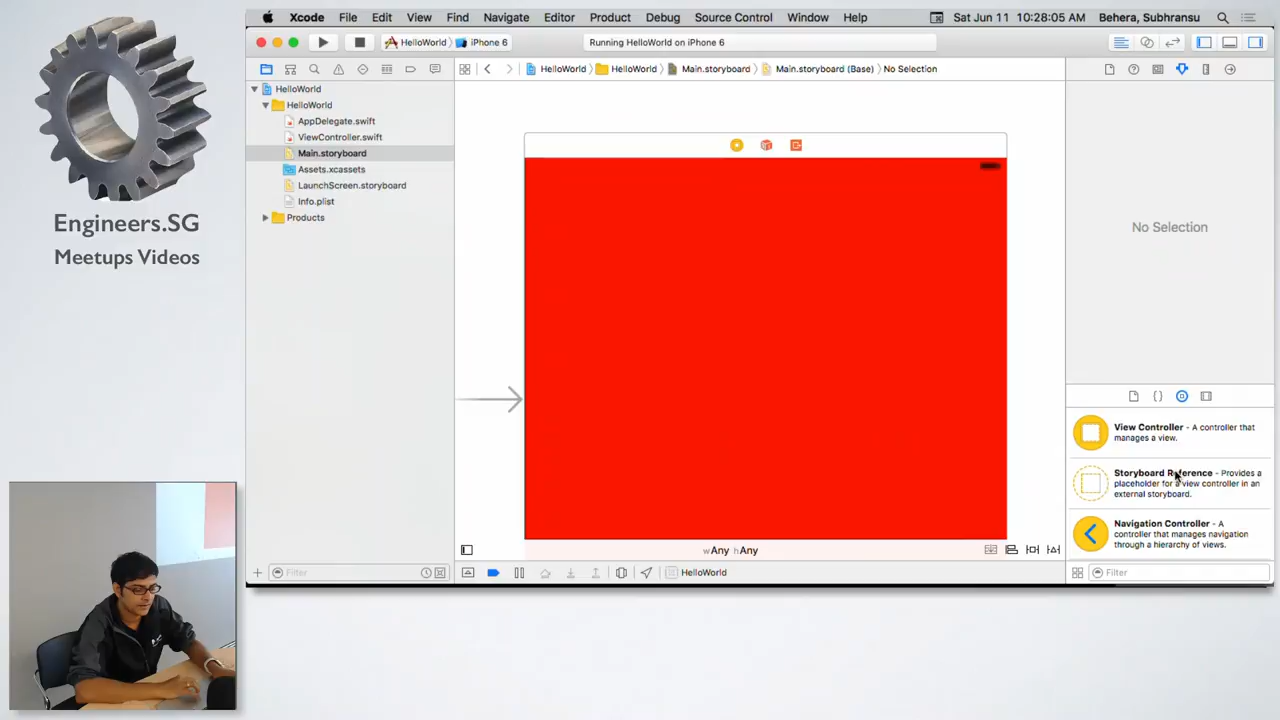 Xcode File Edit View Find Navigate Editor Product Debug Source Control Window Help Sat Jun 11 10:28:05 AM Behera, Subhransu
HelloWorld iPhone 6 Running HelloWorld on iPhone 6
HelloWorld HelloWorld Main.storyboard Main.storyboard (Base) No Selection
HelloWorld
HelloWorld
AppDelegate.swift
ViewController.swift
Main.storyboard
Assets.xcassets
LaunchScreen.storyboard
Info.plist
Products
Engineers.SG
Meetups Videos
No Selection
View Controller - A controller that
manages a view.
Storyboard Reference - Provides a
placeholder for a view controller in an
external storyboard.
Navigation Controller - A
controller that manages navigation
through a hierarchy of views.
wAny hAny
Filter
HelloWorld
Filter